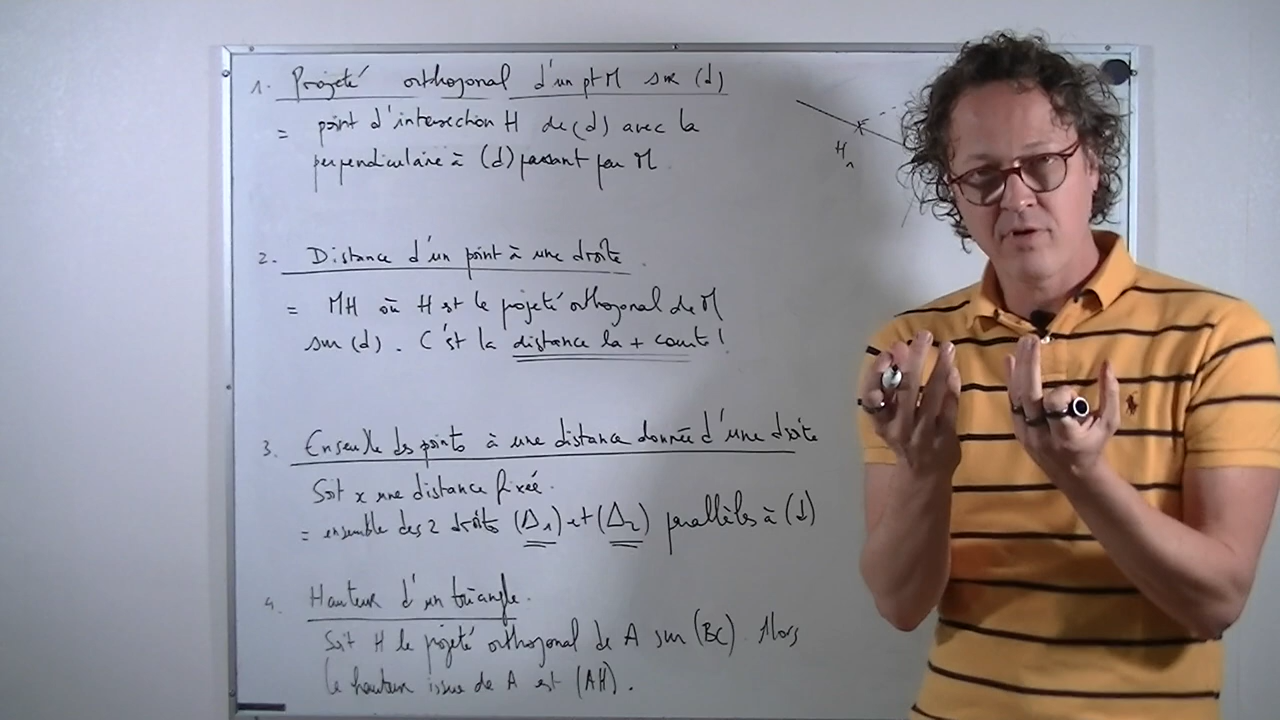 1. Projeté orthogonal d'un pt M sur (d)
= point d'intersection H de (d) avec la
perpendiculaire à (d) passant par M
H₁
2. Distance d'un point à une droite.
= MH où H est le projeté orthogonal de M
sur (d). C'est la distance la + courte !
3. Ensemble des points à une distance donnée d'une droite
Soit x une distance fixée.
= ensemble des 2 droites (Δ₁) et (Δ₂) parallèles à (d)
4. Hauteur d'un triangle.
Soit H le projeté orthogonal de A sur (BC). Alors
la hauteur issue de A est (AH).